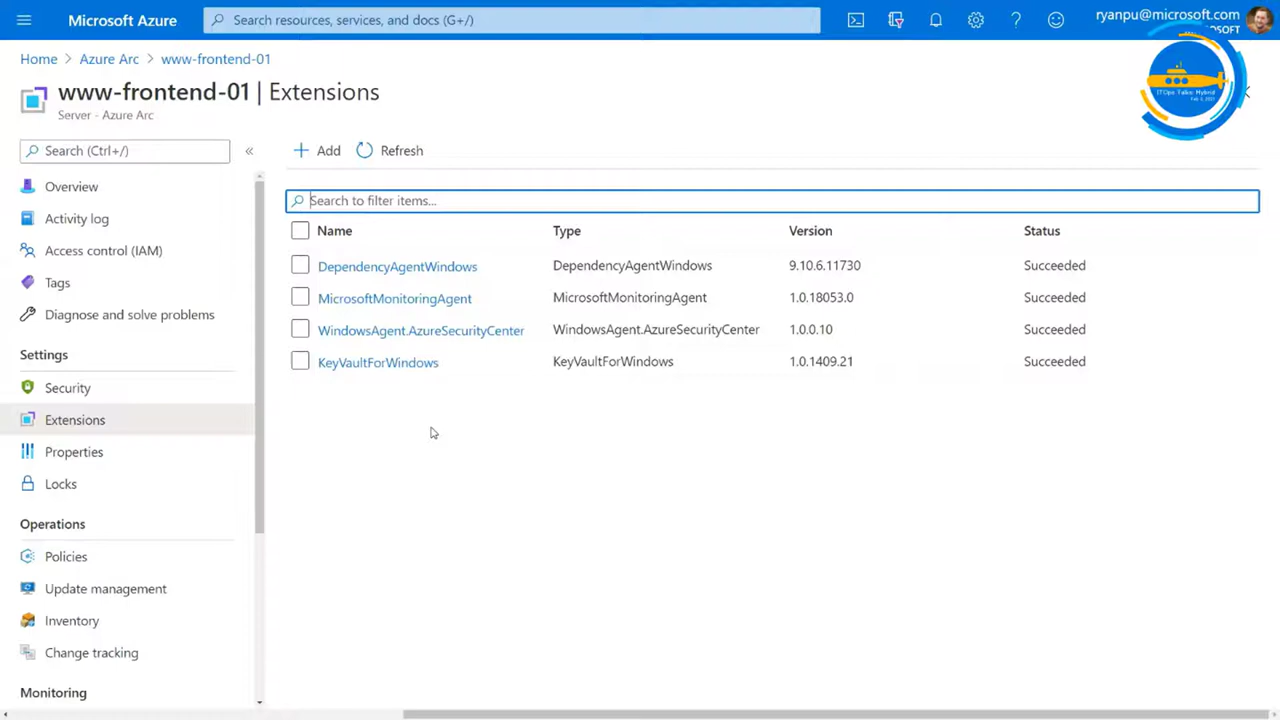 Microsoft Azure
Search resources, services, and docs (G+/)
ryanpu@microsoft.com
Home > Azure Arc > www-frontend-01
www-frontend-01 | Extensions
Server - Azure Arc
ITOps Talks: Hybrid
Search (Ctrl+/)
«
Add
Refresh
Overview
Activity log
Access control (IAM)
Tags
Diagnose and solve problems
Settings
Security
Extensions
Properties
Locks
Operations
Policies
Update management
Inventory
Change tracking
Monitoring
Search to filter items...
Name Type Version Status
DependencyAgentWindows DependencyAgentWindows 9.10.6.11730 Succeeded
MicrosoftMonitoringAgent MicrosoftMonitoringAgent 1.0.18053.0 Succeeded
WindowsAgent.AzureSecurityCenter WindowsAgent.AzureSecurityCenter 1.0.0.10 Succeeded
KeyVaultForWindows KeyVaultForWindows 1.0.1409.21 Succeeded